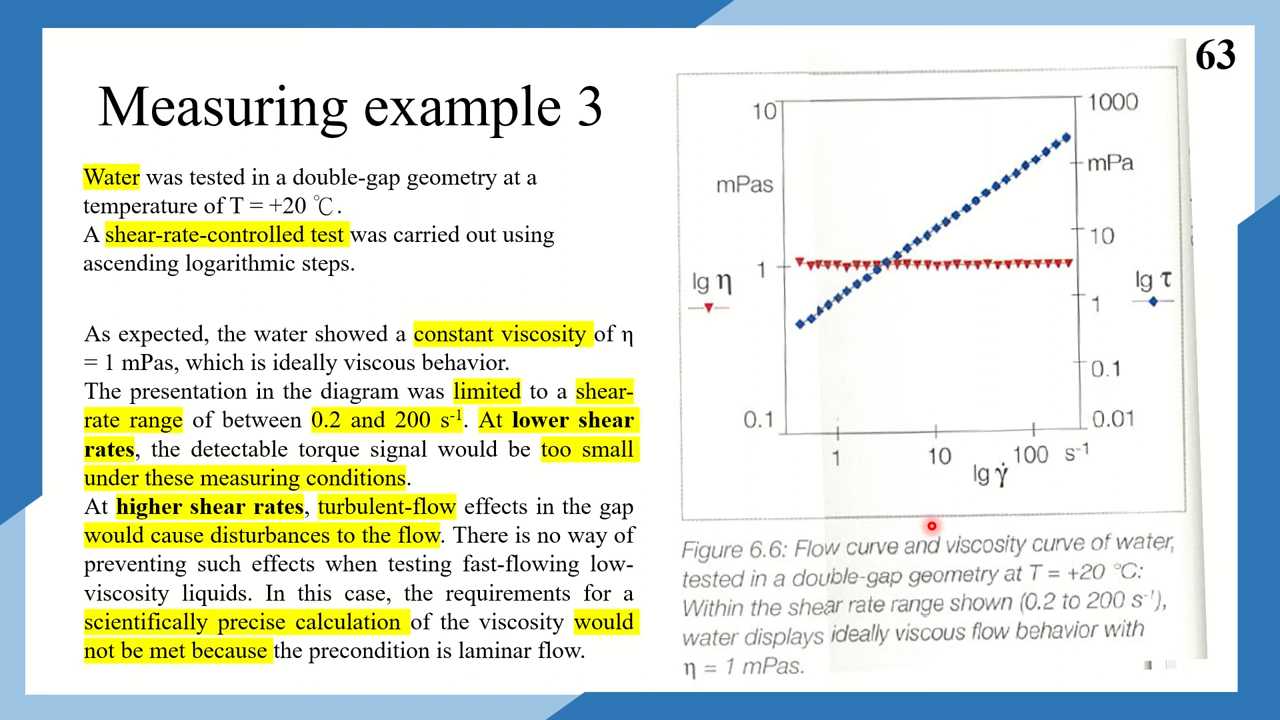 63
Measuring example 3
Water was tested in a double-gap geometry at a
temperature of T = +20 ℃.
A shear-rate-controlled test was carried out using
ascending logarithmic steps.
As expected, the water showed a constant viscosity of η
= 1 mPas, which is ideally viscous behavior.
The presentation in the diagram was limited to a shear-
rate range of between 0.2 and 200 s⁻¹. At lower shear
rates, the detectable torque signal would be too small
under these measuring conditions.
At higher shear rates, turbulent-flow effects in the gap
would cause disturbances to the flow. There is no way of
preventing such effects when testing fast-flowing low-
viscosity liquids. In this case, the requirements for a
scientifically precise calculation of the viscosity would
not be met because the precondition is laminar flow.
10
mPas
1
lg η
0.1
1000
mPa
10
lg τ
1
0.1
0.01
1 10 100 s⁻¹
lg γ̇
Figure 6.6: Flow curve and viscosity curve of water,
tested in a double-gap geometry at T = +20 °C:
Within the shear rate range shown (0.2 to 200 s⁻¹),
water displays ideally viscous flow behavior with
η = 1 mPas.